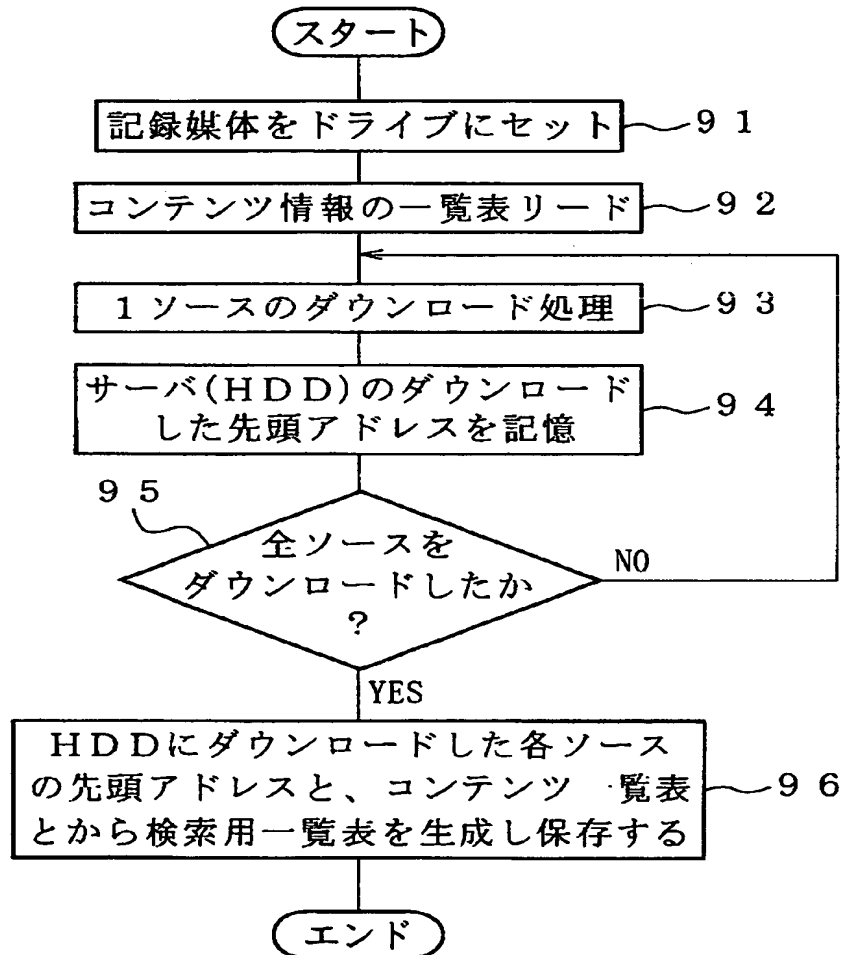 スタート
記録媒体をドライブにセット
91
コンテンツ情報の一覧表リード
92
1ソースのダウンロード処理
93
サーバ(HDD)のダウンロード
した先頭アドレスを記憶
94
95
全ソースを
ダウンロードしたか
?
NO
YES
HDDにダウンロードした各ソース
の先頭アドレスと、コンテンツ一覧表
とから検索用一覧表を生成し保存する
96
エンド